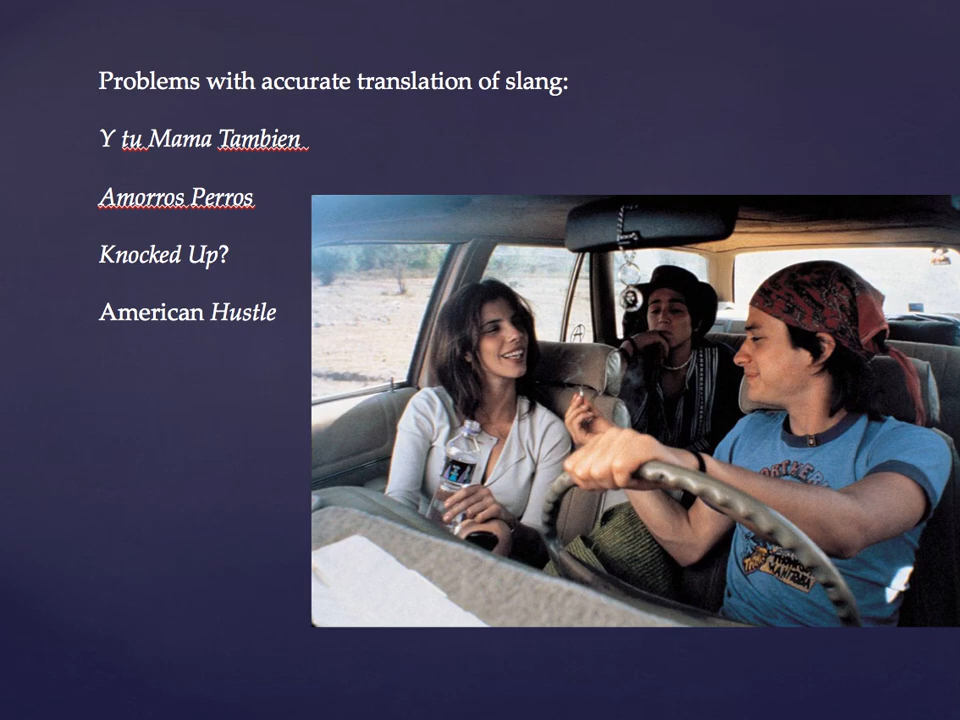 Problems with accurate translation of slang:
Y tu Mama Tambien
Amorros Perros
Knocked Up?
American Hustle